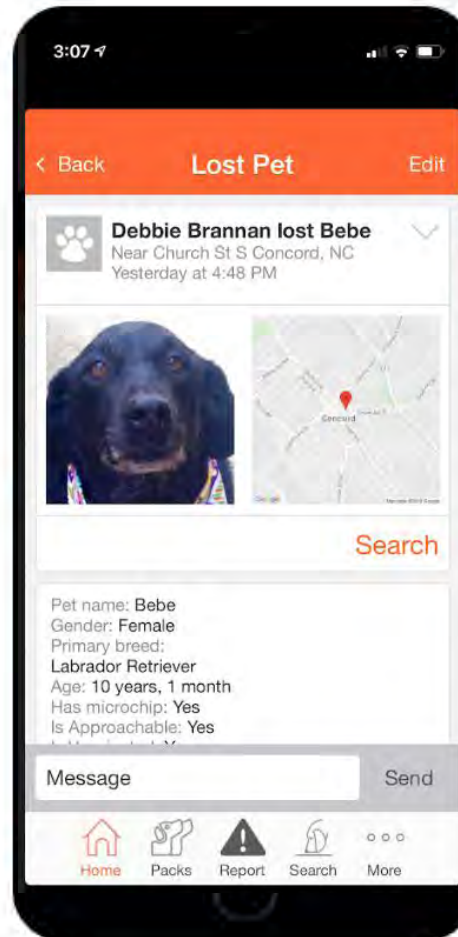 3:07
< Back
Lost Pet
Edit
Debbie Brannan lost Bebe
Near Church St S Concord, NC
Yesterday at 4:48 PM
Concord
Google
Search
Pet name: Bebe
Gender: Female
Primary breed:
Labrador Retriever
Age: 10 years, 1 month
Has microchip: Yes
Is Approachable: Yes
Message
Send
Home
Packs
Report
Search
More